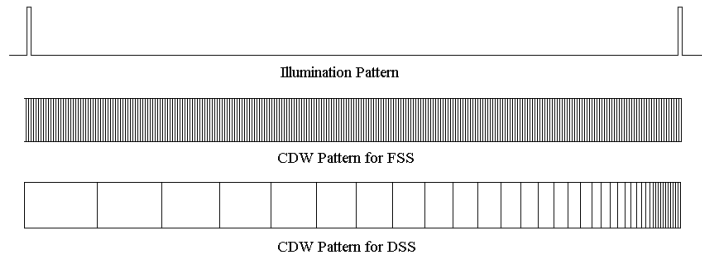 Illumination Pattern
CDW Pattern for FSS
CDW Pattern for DSS